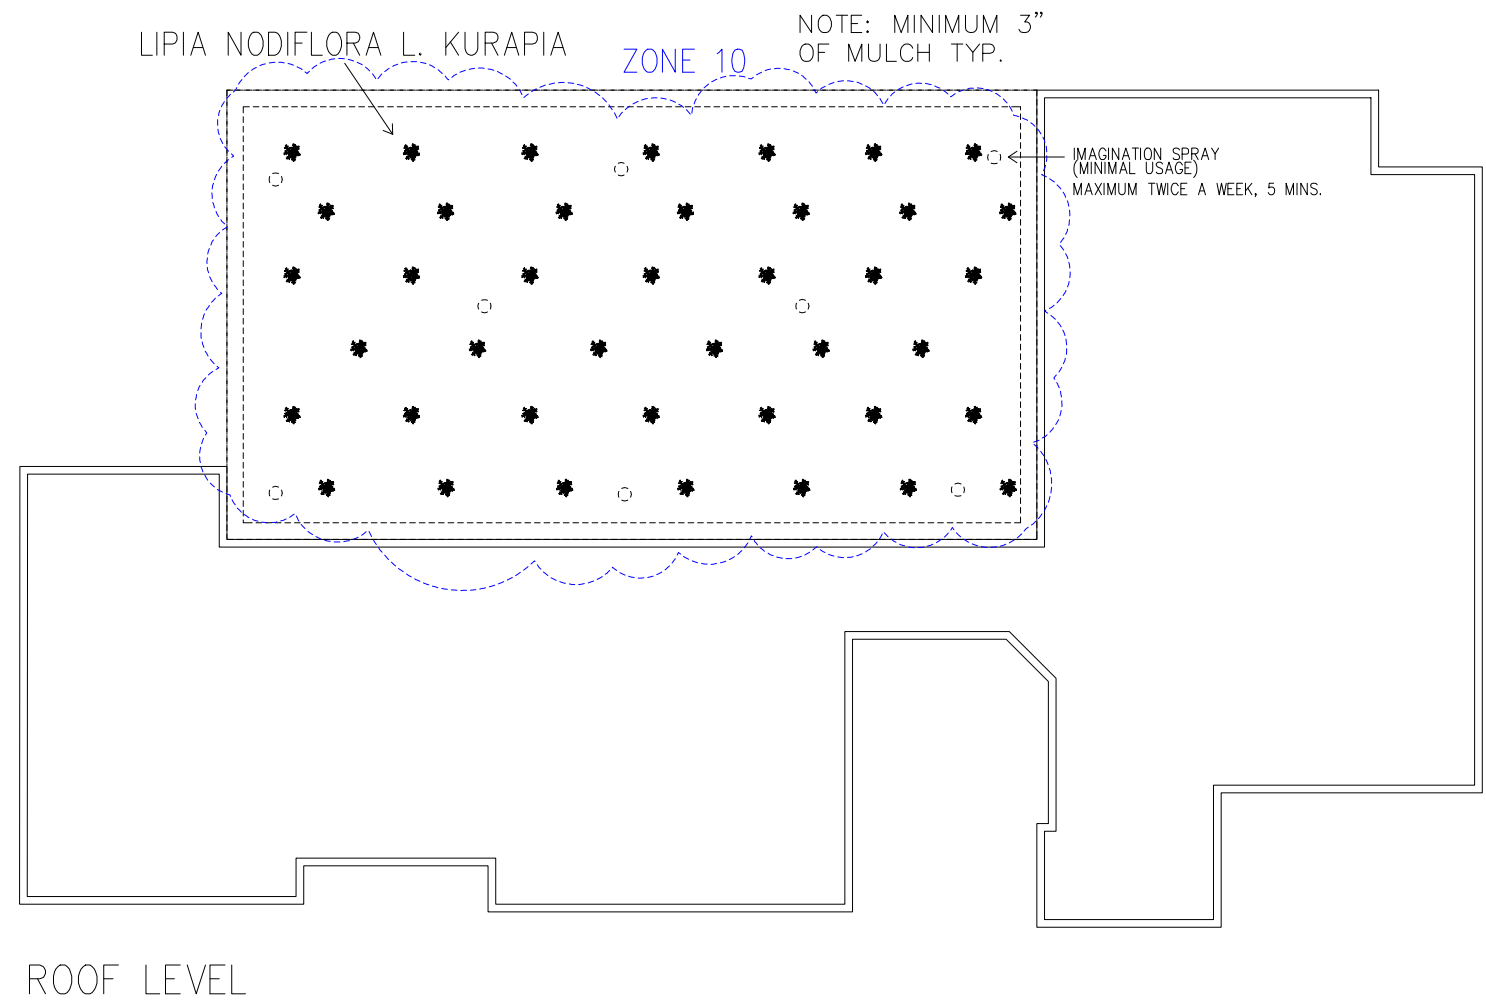 LIPIA NODIFLORA L. KURAPIA
ZONE 10
NOTE: MINIMUM 3”
OF MULCH TYP.
IMAGINATION SPRAY
(MINIMAL USAGE)
MAXIMUM TWICE A WEEK, 5 MINS.
ROOF LEVEL